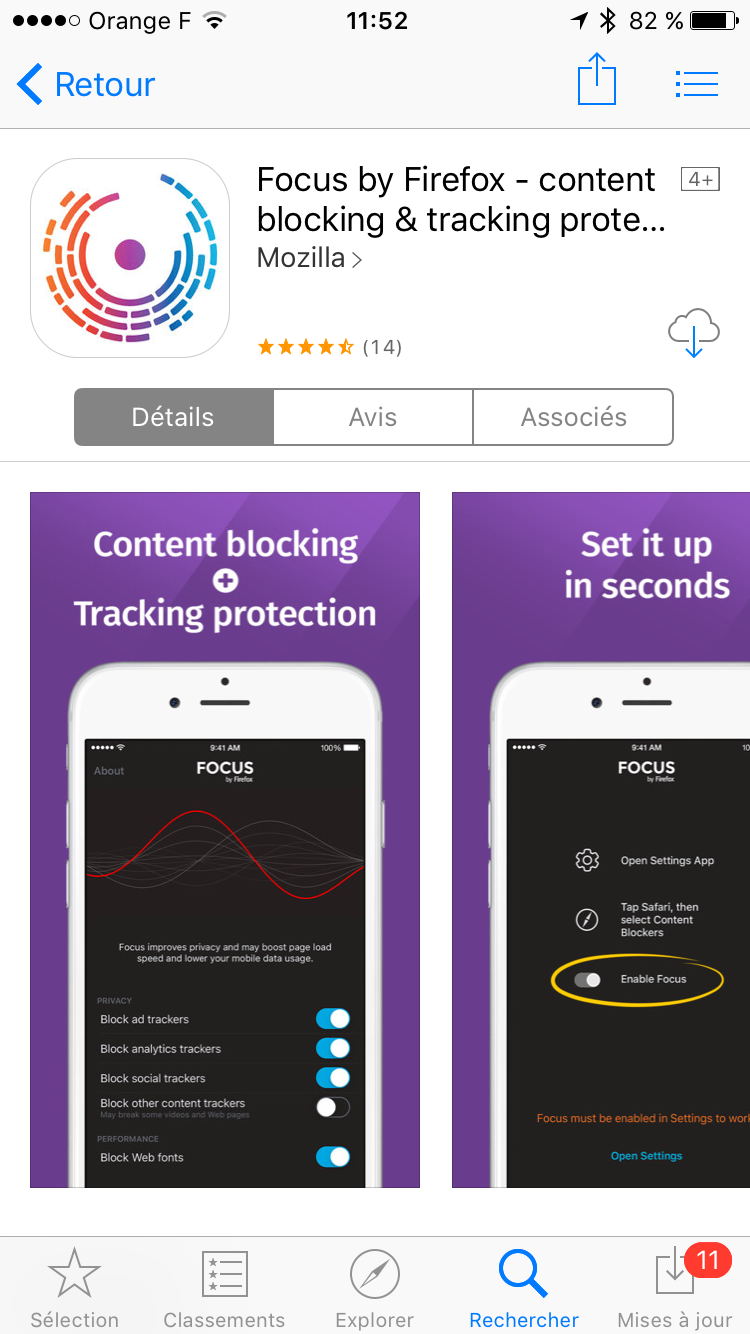 Orange F 11:52 82 %
Retour
Focus by Firefox - content 4+
blocking & tracking prote...
Mozilla >
(14)
Détails Avis Associés
Content blocking
+
Tracking protection
9:41 AM 100%
About FOCUS
by Firefox
Focus improves privacy and may boost page load
speed and lower your mobile data usage.
PRIVACY
Block ad trackers
Block analytics trackers
Block social trackers
Block other content trackers
May break some videos and Web pages
PERFORMANCE
Block Web fonts
Set it up
in seconds
9:41 AM 10
FOCUS
by Firefox
Open Settings App
Tap Safari, then
select Content
Blockers
Enable Focus
Focus must be enabled in Settings to work
Open Settings
11
Sélection Classements Explorer Rechercher Mises à jour